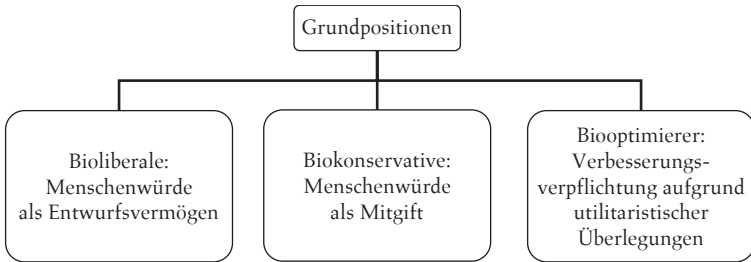 Grundpositionen
Bioliberale:
Menschenwürde
als Entwurfsvermögen
Biokonservative:
Menschenwürde
als Mitgift
Biooptimierer:
Verbesserungs-
verpflichtung aufgrund
utilitaristischer
Überlegungen